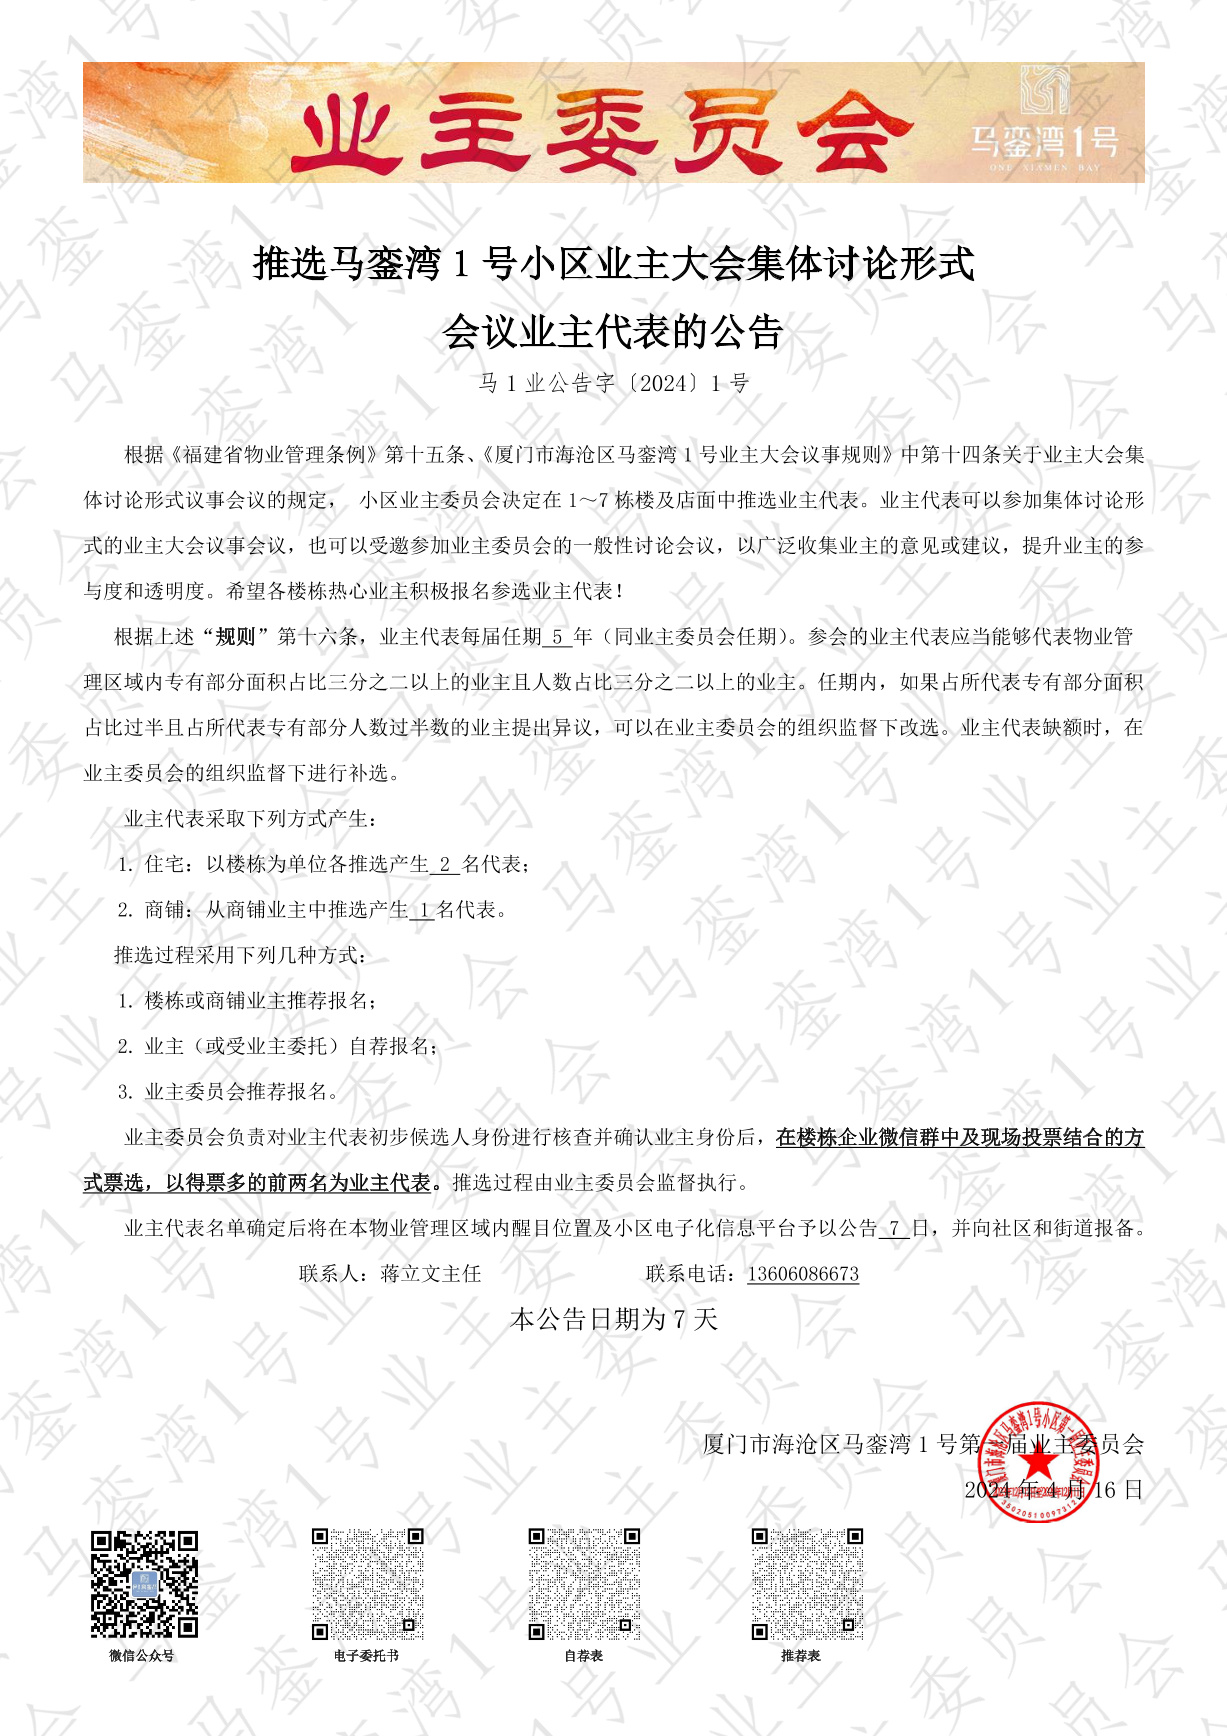 业主委员会
马銮湾1号
ONE XIAMEN BAY
推选马銮湾 1 号小区业主大会集体讨论形式
会议业主代表的公告
马 1 业公告字〔2024〕1 号
根据《福建省物业管理条例》第十五条、《厦门市海沧区马銮湾 1 号业主大会议事规则》中第十四条关于业主大会集
体讨论形式议事会议的规定， 小区业主委员会决定在 1～7 栋楼及店面中推选业主代表。业主代表可以参加集体讨论形
式的业主大会议事会议，也可以受邀参加业主委员会的一般性讨论会议，以广泛收集业主的意见或建议，提升业主的参
与度和透明度。希望各楼栋热心业主积极报名参选业主代表！
根据上述“规则”第十六条，业主代表每届任期 5 年（同业主委员会任期）。参会的业主代表应当能够代表物业管
理区域内专有部分面积占比三分之二以上的业主且人数占比三分之二以上的业主。任期内，如果占所代表专有部分面积
占比过半且占所代表专有部分人数过半数的业主提出异议，可以在业主委员会的组织监督下改选。业主代表缺额时，在
业主委员会的组织监督下进行补选。
业主代表采取下列方式产生：
1. 住宅：以楼栋为单位各推选产生 2 名代表；
2. 商铺：从商铺业主中推选产生 1 名代表。
推选过程采用下列几种方式：
1. 楼栋或商铺业主推荐报名；
2. 业主（或受业主委托）自荐报名；
3. 业主委员会推荐报名。
业主委员会负责对业主代表初步候选人身份进行核查并确认业主身份后，在楼栋企业微信群中及现场投票结合的方
式票选，以得票多的前两名为业主代表。推选过程由业主委员会监督执行。
业主代表名单确定后将在本物业管理区域内醒目位置及小区电子化信息平台予以公告 7 日，并向社区和街道报备。
联系人：蒋立文主任 联系电话：13606086673
本公告日期为 7 天
厦门市海沧区马銮湾 1 号第一届业主委员会
2024 年 4 月 16 日
微信公众号 电子委托书 自荐表 推荐表